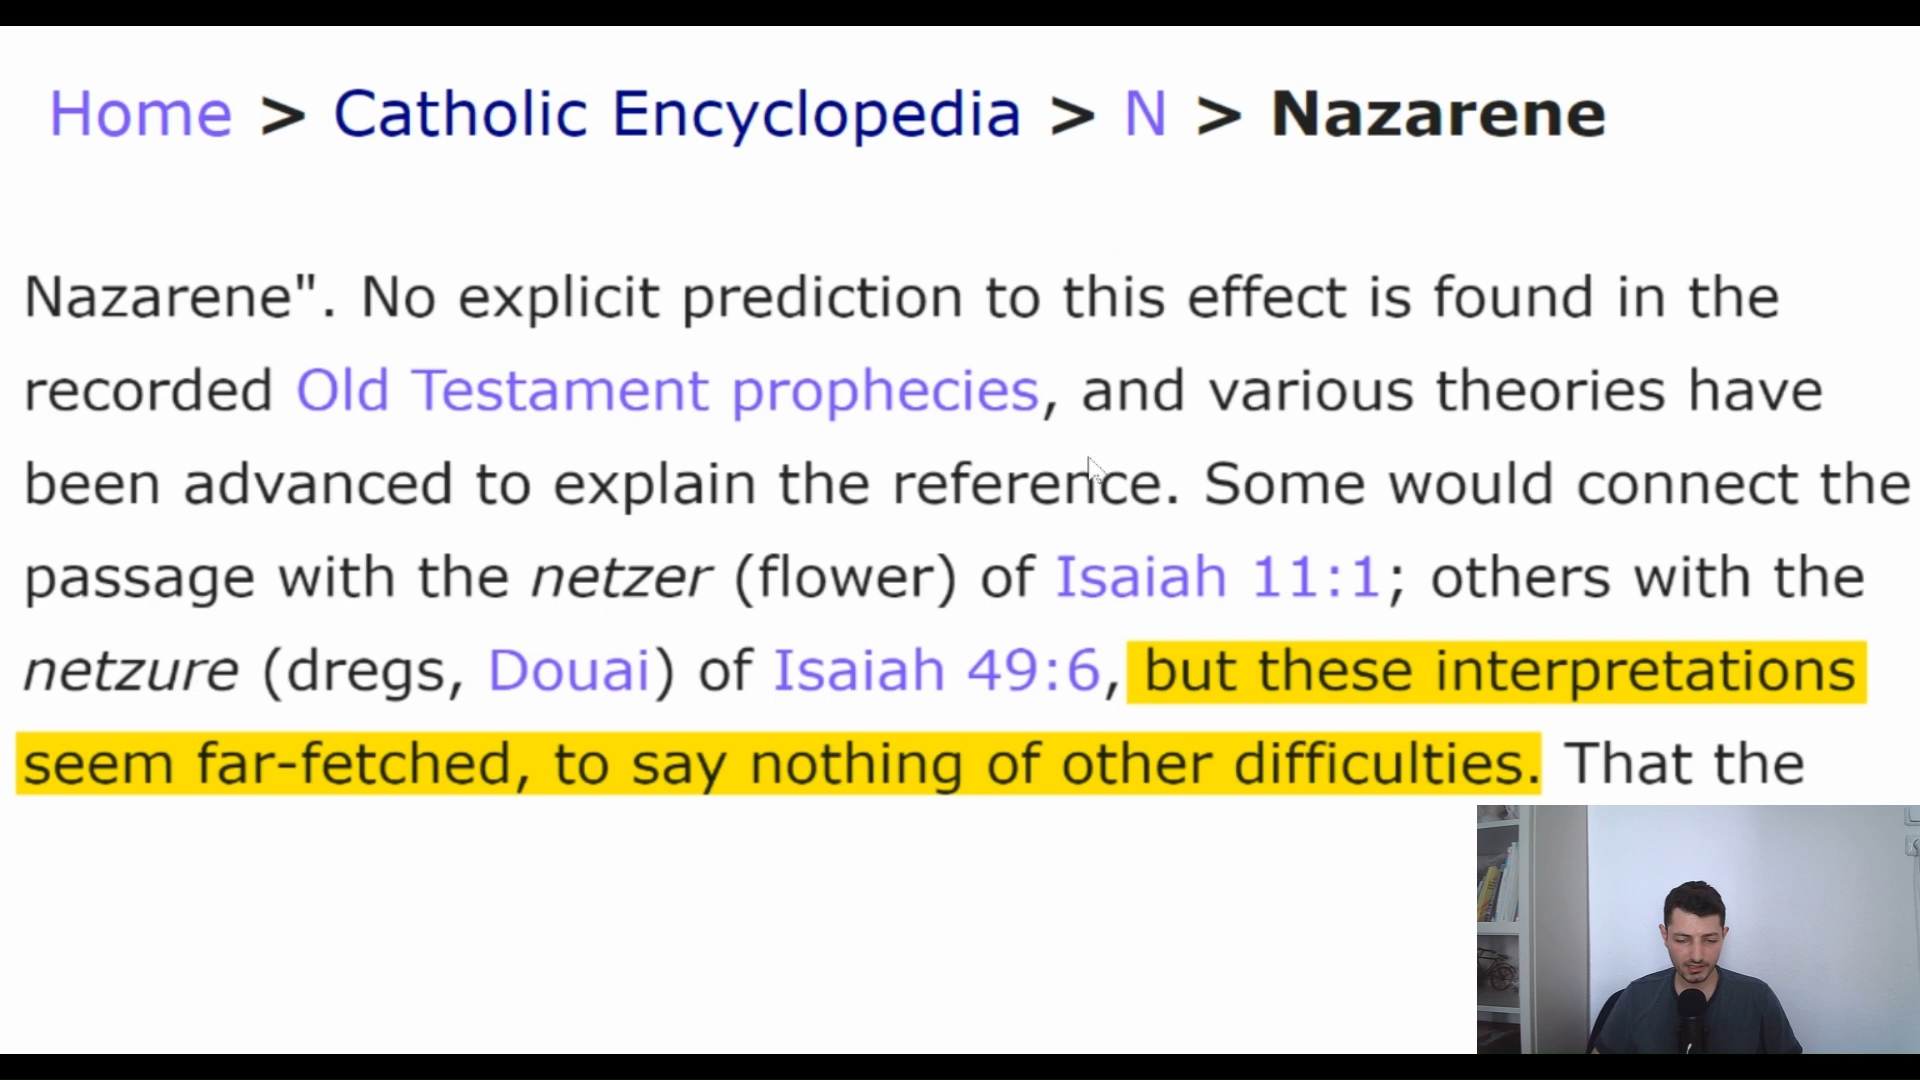 Home > Catholic Encyclopedia > N > Nazarene
Nazarene". No explicit prediction to this effect is found in the
recorded Old Testament prophecies, and various theories have
been advanced to explain the reference. Some would connect the
passage with the netzer (flower) of Isaiah 11:1; others with the
netzure (dregs, Douai) of Isaiah 49:6, but these interpretations
seem far-fetched, to say nothing of other difficulties. That the